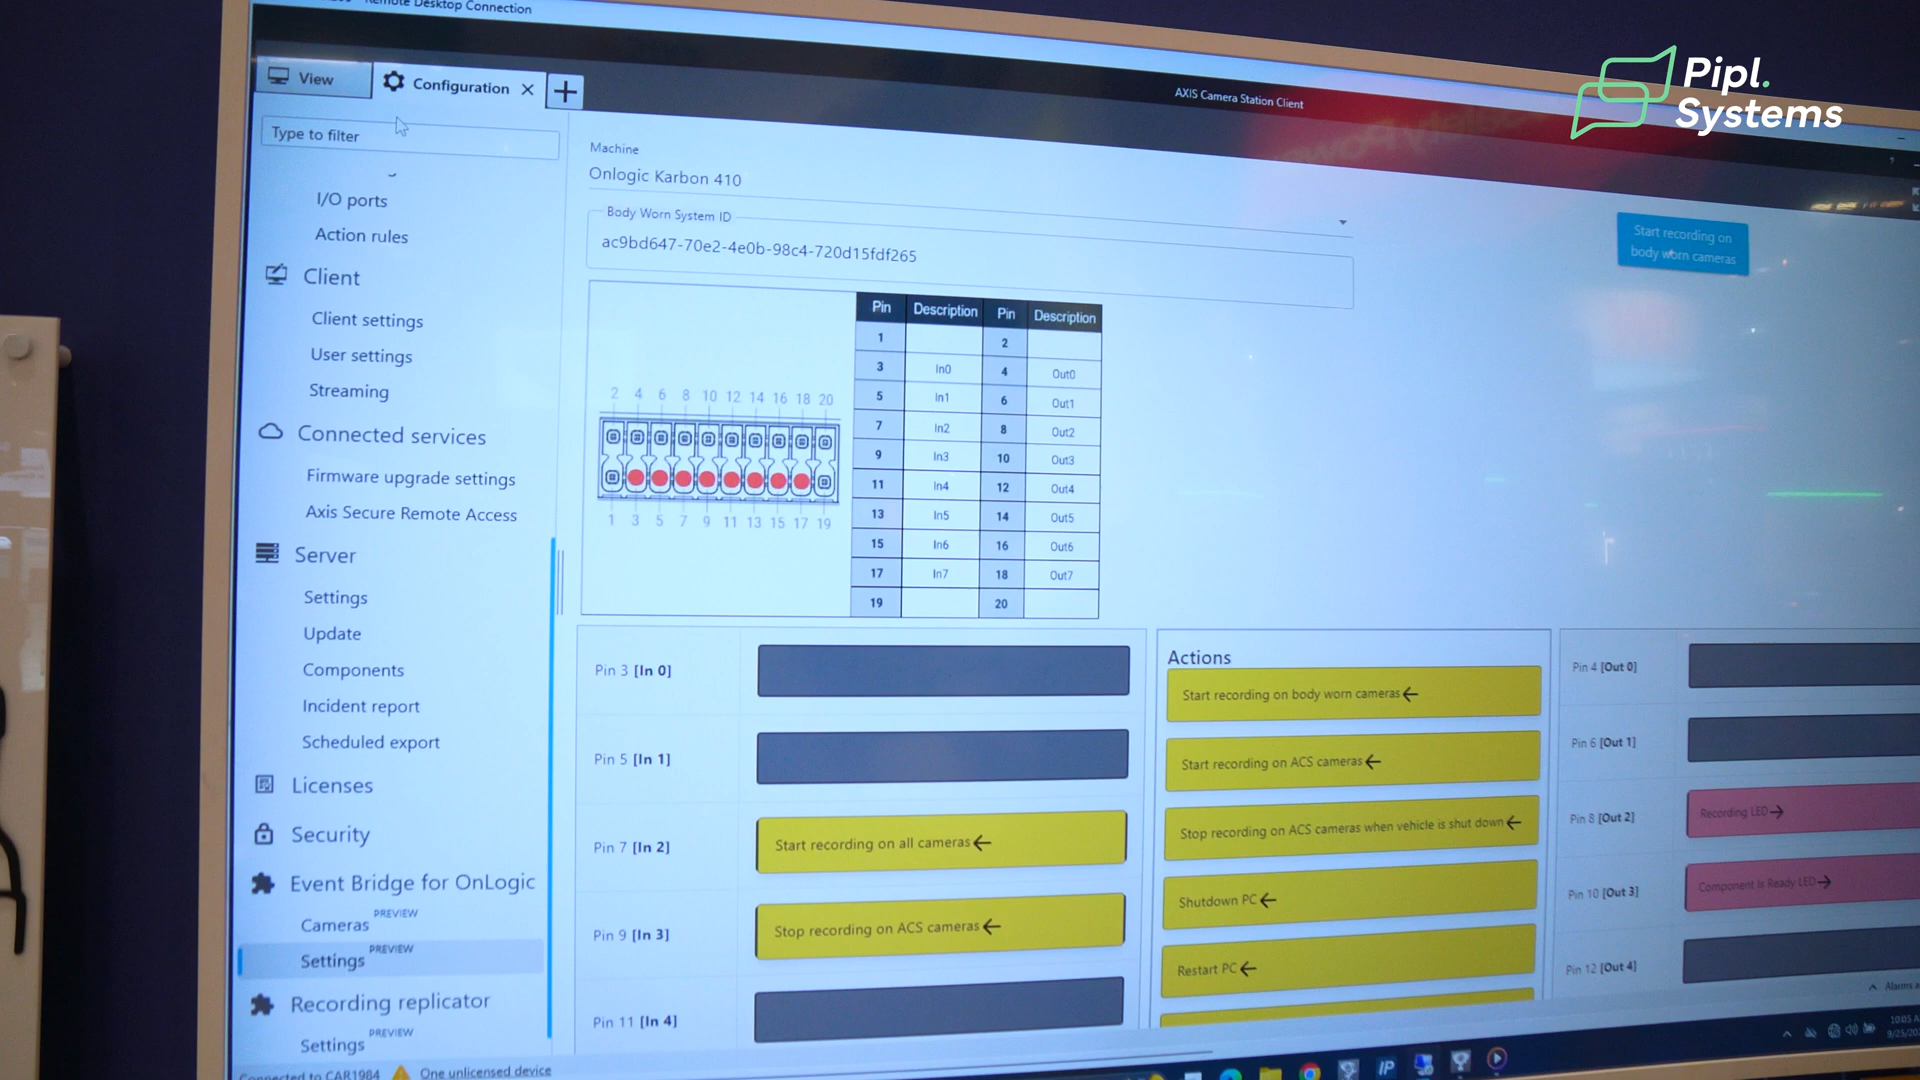 Remote Desktop Connection
View
Configuration
AXIS Camera Station Client
Pipl.
Systems
Type to filter
I/O ports
Action rules
Client
Client settings
User settings
Streaming
Connected services
Firmware upgrade settings
Axis Secure Remote Access
Server
Settings
Update
Components
Incident report
Scheduled export
Licenses
Security
Event Bridge for OnLogic
Cameras PREVIEW
Settings PREVIEW
Recording replicator
Settings PREVIEW
Connected to CAR1984
One unlicensed device
Machine
Onlogic Karbon 410
Body Worn System ID
ac9bd647-70e2-4e0b-98c4-720d15fdf265
Start recording on
body worn cameras
2 4 6 8 10 12 14 16 18 20
1 3 5 7 9 11 13 15 17 19
Pin Description Pin Description
1 2
3 In0 4 Out0
5 In1 6 Out1
7 In2 8 Out2
9 In3 10 Out3
11 In4 12 Out4
13 In5 14 Out5
15 In6 16 Out6
17 In7 18 Out7
19 20
Pin 3 [In 0]
Pin 5 [In 1]
Pin 7 [In 2] Start recording on all cameras
Pin 9 [In 3] Stop recording on ACS cameras
Pin 11 [In 4]
Actions
Start recording on body worn cameras
Start recording on ACS cameras
Stop recording on ACS cameras when vehicle is shut down
Shutdown PC
Restart PC
Pin 4 [Out 0]
Pin 6 [Out 1]
Pin 8 [Out 2] Recording LED
Pin 10 [Out 3] Component Is Ready LED
Pin 12 [Out 4]
Alarms
IP
10:05
9/25/20